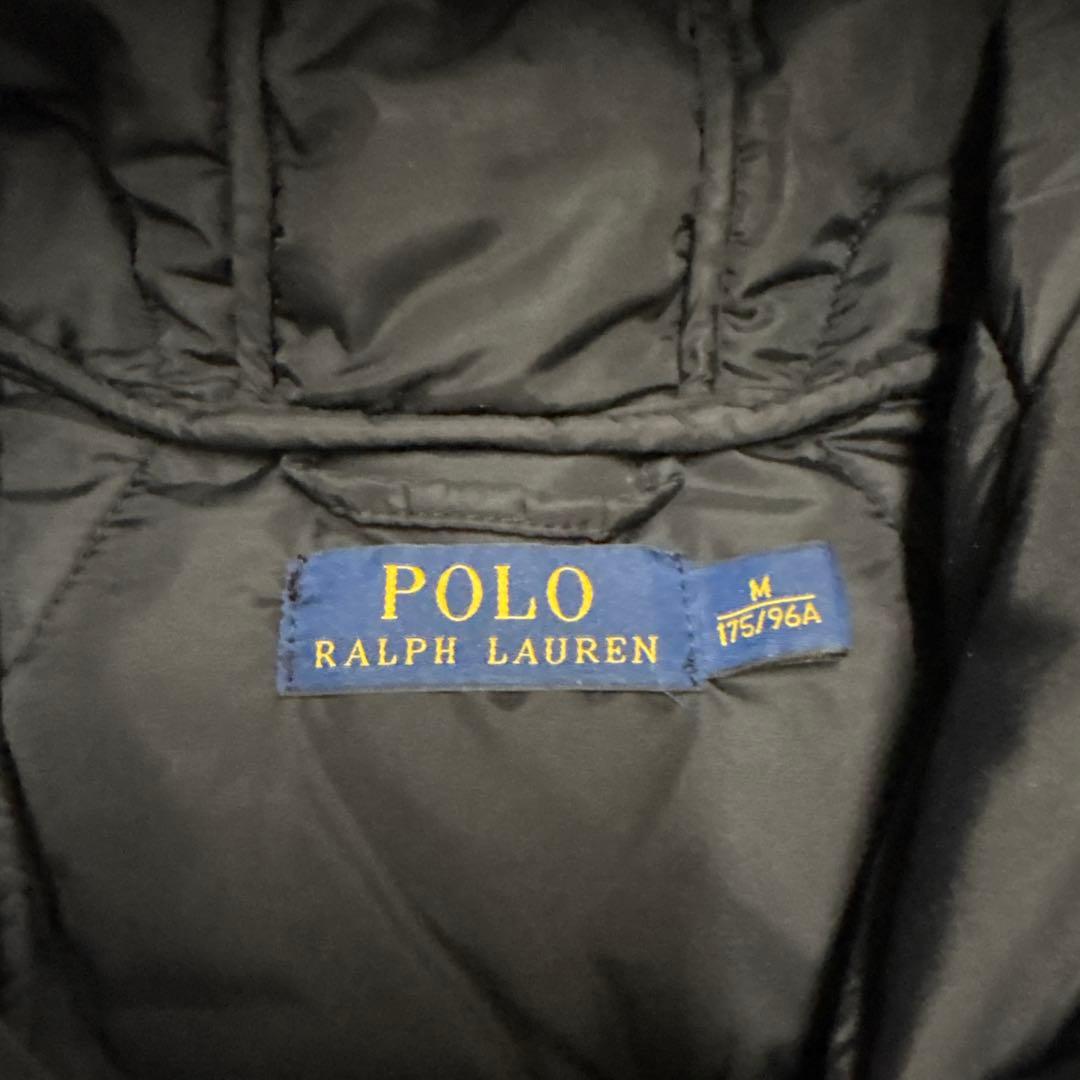 POLO
RALPH LAUREN
M
175/96A